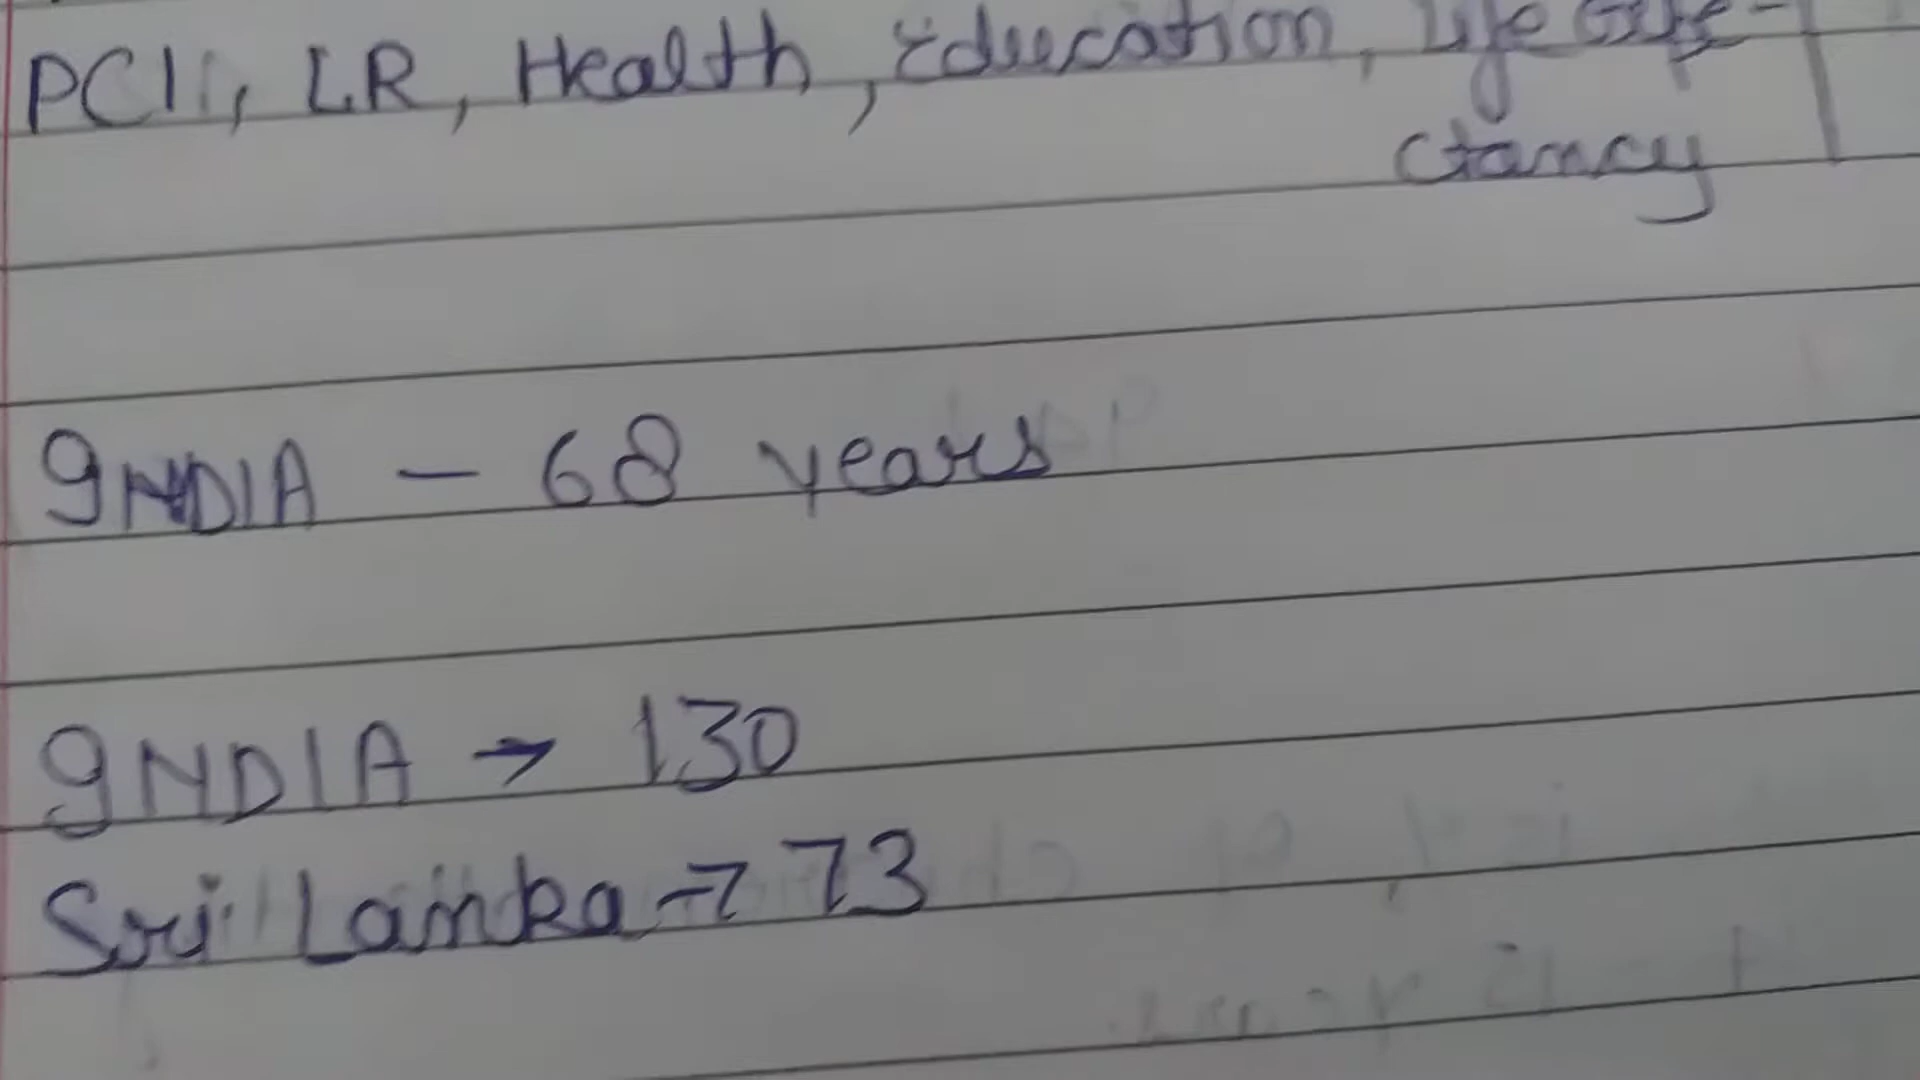 PCI, LR, Health, Education, Life Expe-
ctancy
INDIA - 68 years
INDIA → 130
Sri Lanka → 73